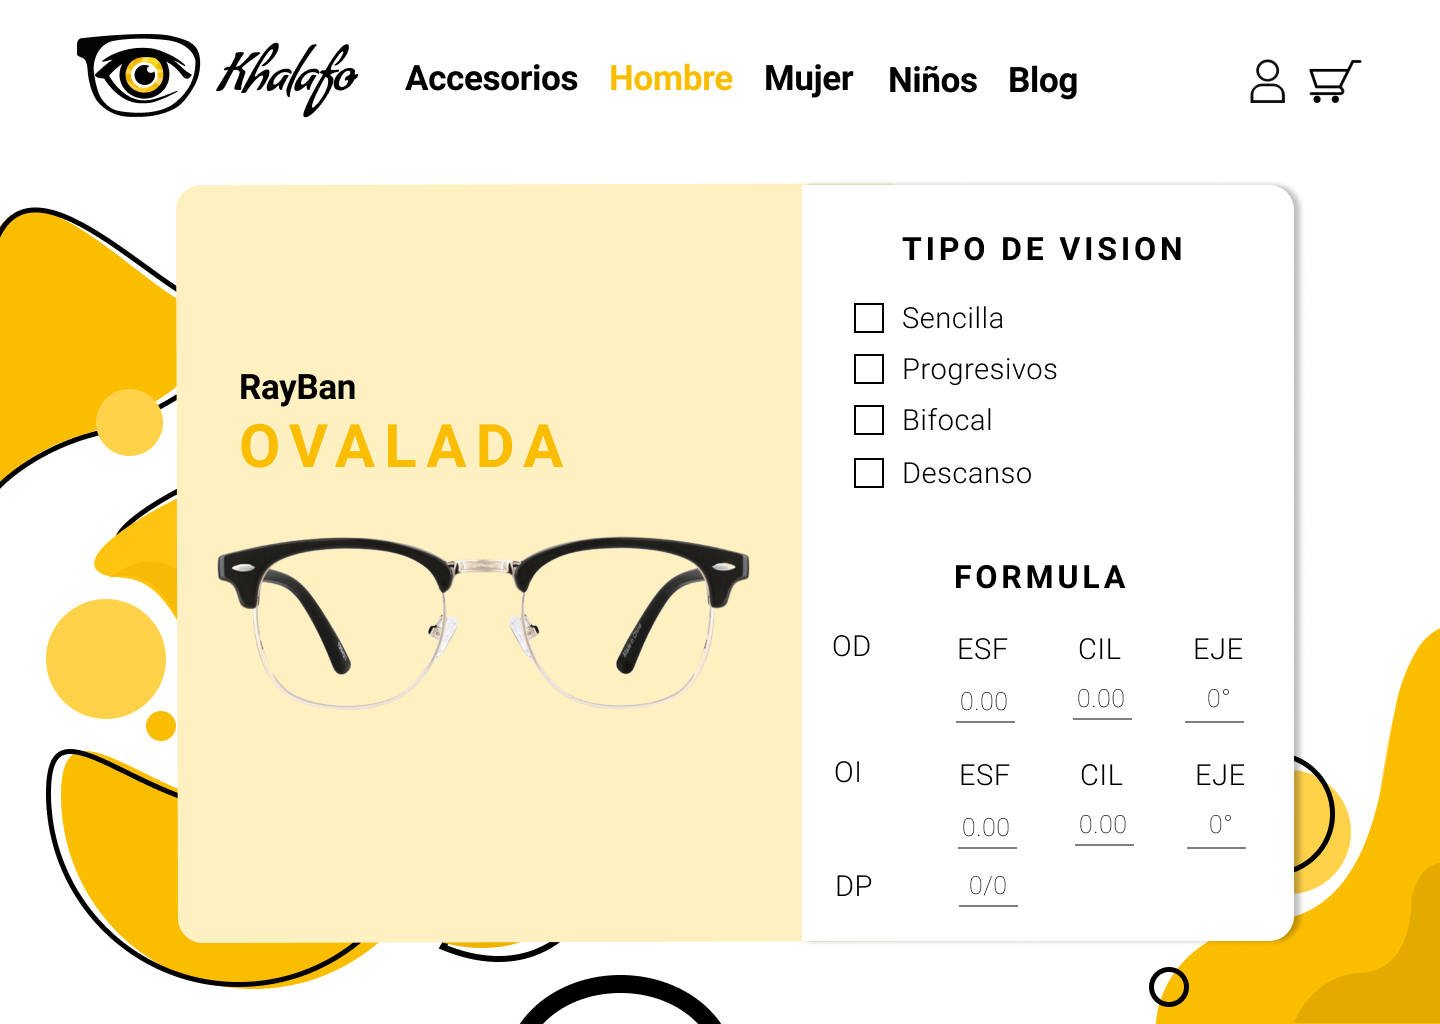 Khalafo
Accesorios Hombre Mujer Niños Blog
RayBan
OVALADA
TIPO DE VISION
Sencilla
Progresivos
Bifocal
Descanso
FORMULA
OD ESF CIL EJE
0.00 0.00 0°
OI ESF CIL EJE
0.00 0.00 0°
DP 0/0